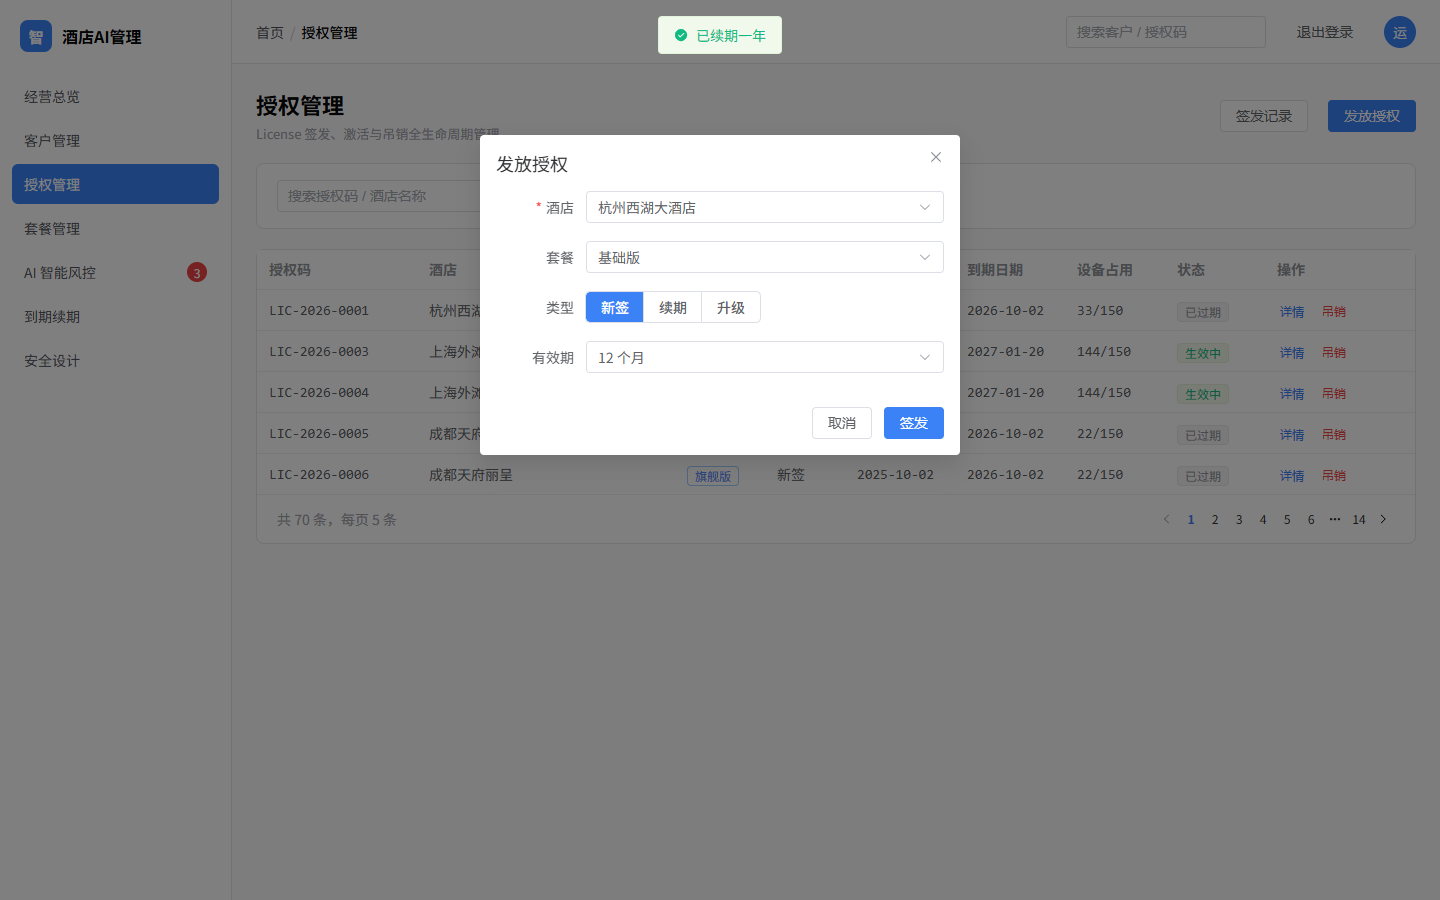 智 酒店AI管理
首页 / 授权管理
已续期一年
搜索客户 / 授权码
退出登录
运
经营总览
客户管理
授权管理
套餐管理
AI 智能风控 3
到期续期
安全设计
授权管理
License 签发、激活与吊销全生命周期管理
签发记录
发放授权
搜索授权码 / 酒店名称
发放授权
* 酒店 杭州西湖大酒店
套餐 基础版
类型 新签 续期 升级
有效期 12 个月
取消 签发
授权码 酒店 到期日期 设备占用 状态 操作
LIC-2026-0001 杭州西湖 2026-10-02 33/150 已过期 详情 吊销
LIC-2026-0003 上海外滩 2027-01-20 144/150 生效中 详情 吊销
LIC-2026-0004 上海外滩 2027-01-20 144/150 生效中 详情 吊销
LIC-2026-0005 成都天府 2026-10-02 22/150 已过期 详情 吊销
LIC-2026-0006 成都天府丽呈 旗舰版 新签 2025-10-02 2026-10-02 22/150 已过期 详情 吊销
共 70 条，每页 5 条
1 2 3 4 5 6 ··· 14